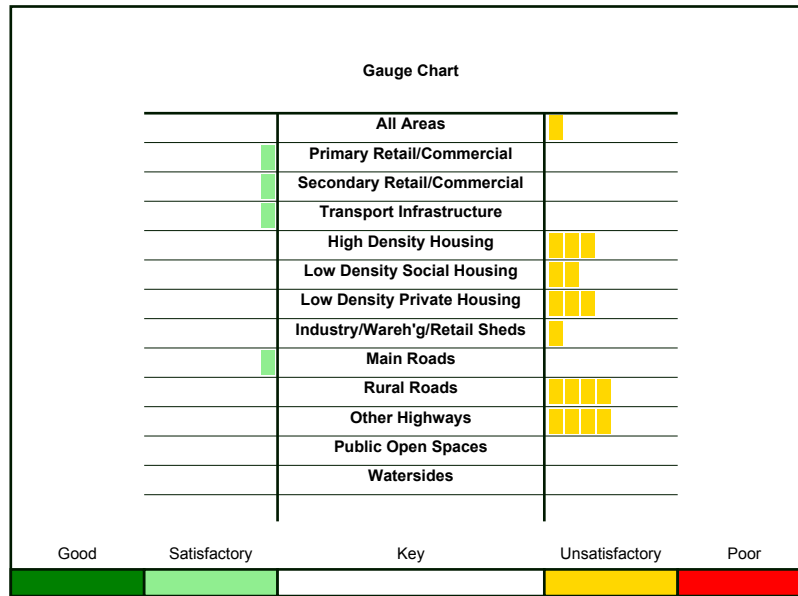 Gauge Chart
All Areas
Primary Retail/Commercial
Secondary Retail/Commercial
Transport Infrastructure
High Density Housing
Low Density Social Housing
Low Density Private Housing
Industry/Wareh'g/Retail Sheds
Main Roads
Rural Roads
Other Highways
Public Open Spaces
Watersides
Good Satisfactory Key Unsatisfactory Poor